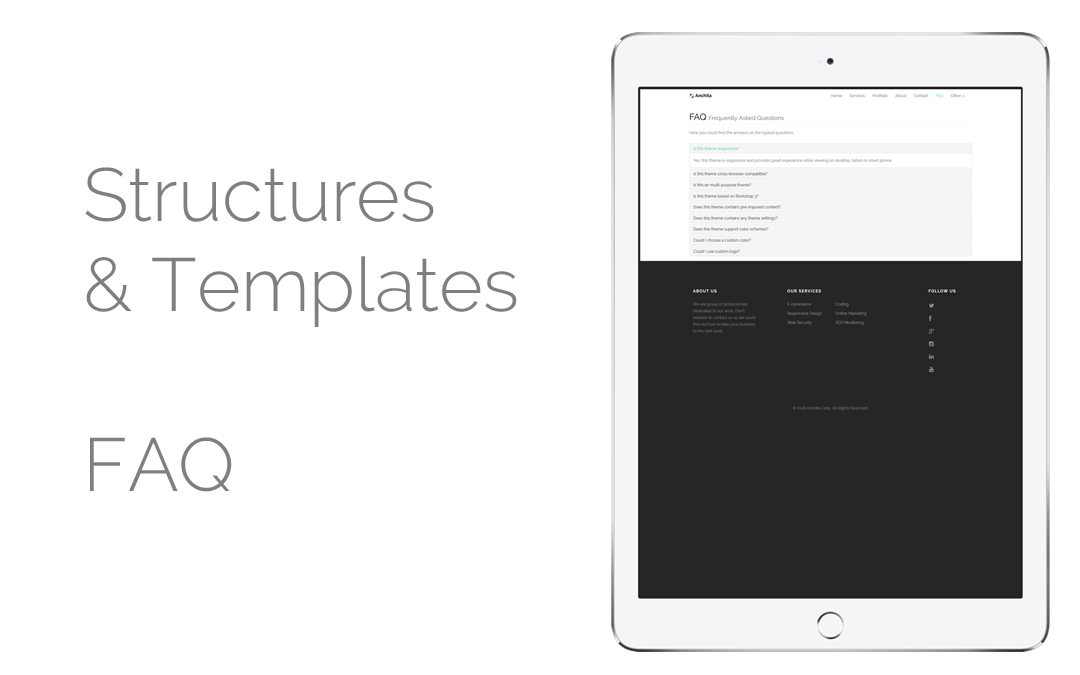 Structures
& Templates
FAQ
Archita
Home Services Portfolio About Contact FAQ Other
FAQ Frequently Asked Questions
Here you could find the answers on the typical questions.
Is this theme responsive?
Yes, this theme is responsive and provides great experience while viewing on desktop, tablet or smart phone.
Is this theme cross browser compatible?
Is this an multi purpose theme?
Is this theme based on Bootstrap 3?
Does this theme contains pre-imporein content?
Does this theme contains any theme settings?
Does this theme support color schemes?
Could I choose a custom color?
Could I use custom logo?
ABOUT US
We are group of professionals
dedicated to our work. Don't
hesitate to contact us so we could
find out how to take your business
to the next level.
OUR SERVICES
E-commerce Coding
Responsive Design Online Marketing
Web Security SEO Monitoring
FOLLOW US
© 2016 Archita Corp. All Rights Reserved.